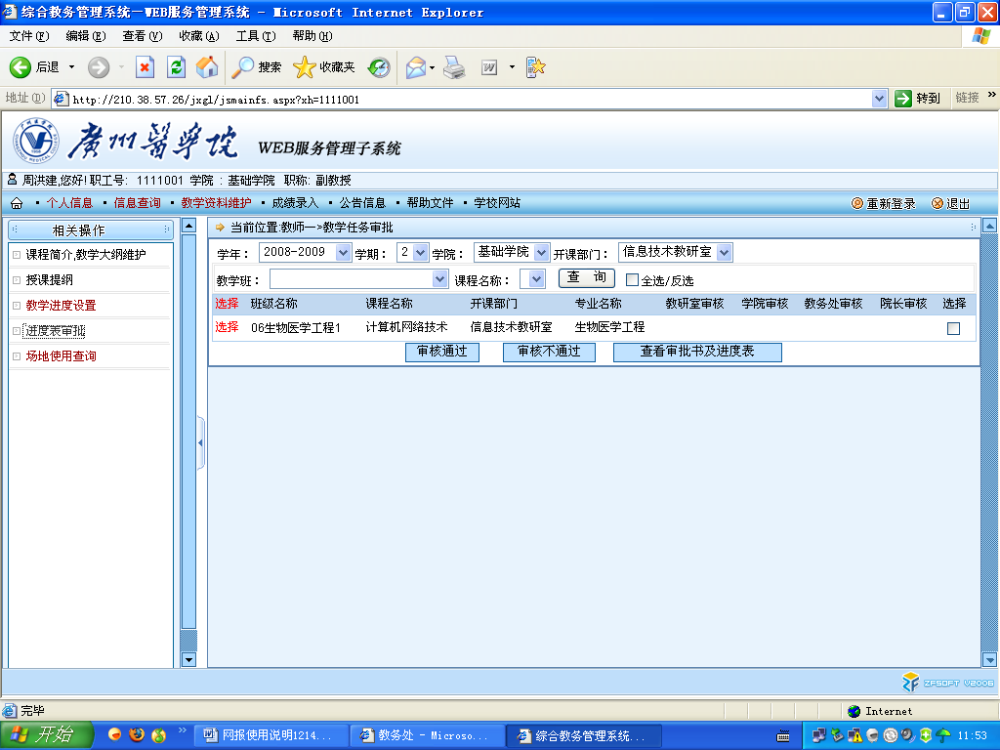 综合教务管理系统—WEB服务管理系统 - Microsoft Internet Explorer
文件(F) 编辑(E) 查看(V) 收藏(A) 工具(T) 帮助(H)
后退 搜索 收藏夹
地址(D) http://210.38.57.26/jxgl/jsmainfs.aspx?xh=1111001 转到 链接 »
廣州醫學院 WEB服务管理子系统
周洪建,您好! 职工号: 1111001 学院 : 基础学院 职称: 副教授
· 个人信息 · 信息查询 · 教学资料维护 · 成绩录入 · 公告信息 · 帮助文件 · 学校网站 重新登录 退出
相关操作
课程简介,教学大纲维护
授课提纲
教学进度设置
进度表审批
场地使用查询
当前位置:教师—>教学任务审批
学年: 2008-2009 学期: 2 学院: 基础学院 开课部门: 信息技术教研室
教学班: 课程名称: 查 询 全选/反选
选择 班级名称 课程名称 开课部门 专业名称 教研室审核 学院审核 教务处审核 院长审核 选择
选择 06生物医学工程1 计算机网络技术 信息技术教研室 生物医学工程
审核通过 审核不通过 查看审批书及进度表
ZFSOFT V2006
完毕 Internet
开始 » 网报使用说明1214... 教务处 - Microso... 综合教务管理系统... 11:53